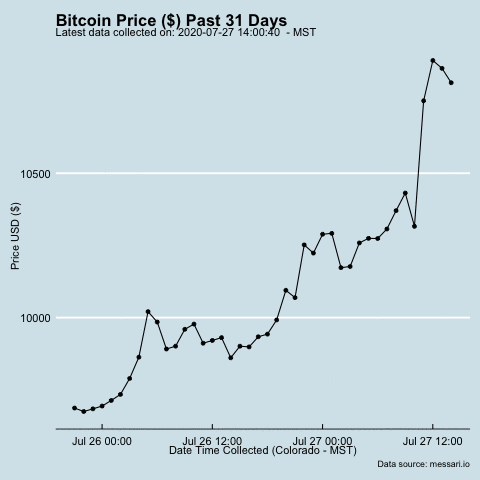 Bitcoin Price ($) Past 31 Days
Latest data collected on: 2020-07-27 14:00:40  - MST
10500
Price USD ($)
10000
Jul 26 00:00 Jul 26 12:00 Jul 27 00:00 Jul 27 12:00
Date Time Collected (Colorado - MST)
Data source: messari.io